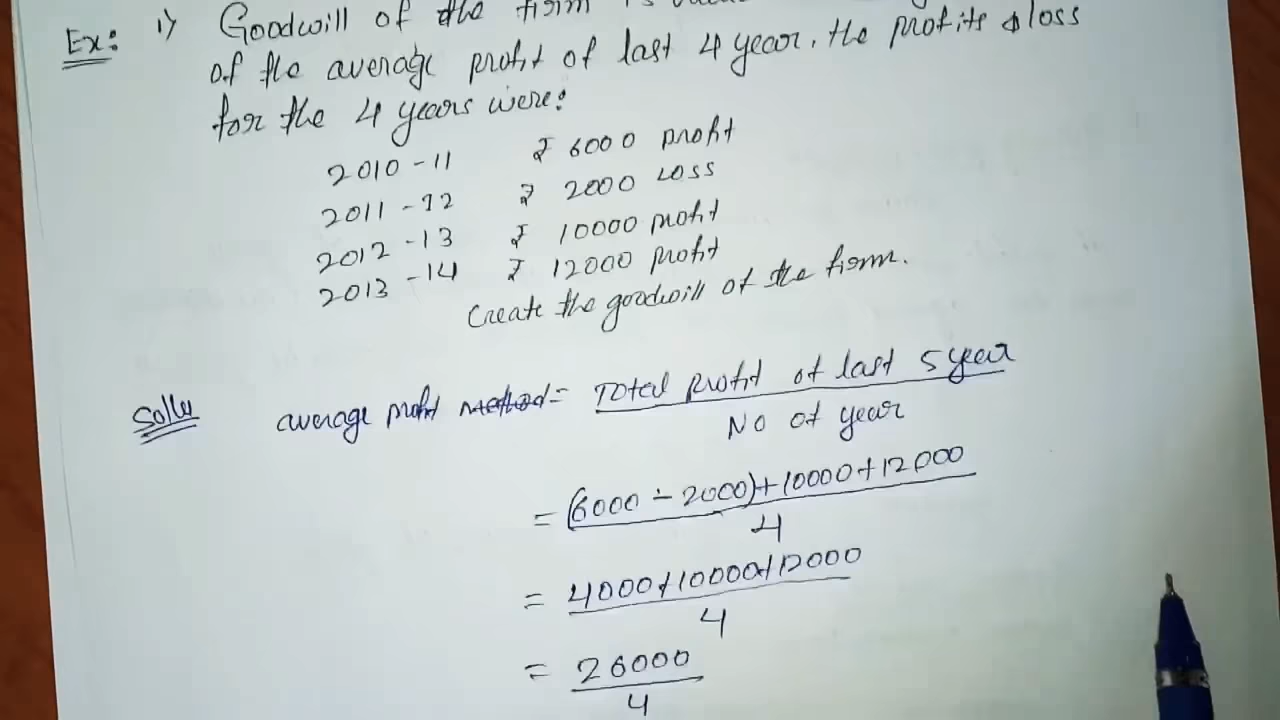 Ex: 1) Goodwill of the firm is
of the average profit of last 4 year. the profits & loss
for the 4 years were:
2010-11 ₹ 6000 profit
2011-12 ₹ 2000 Loss
2012-13 ₹ 10000 profit
2013-14 ₹ 12000 profit
Create the goodwill of the firm.
Sollu average profit method = Total profit of last 5 year
No of year
= (6000 - 2000) + 10000 + 12000
4
= 4000 + 10000 + 12000
4
= 26000
4